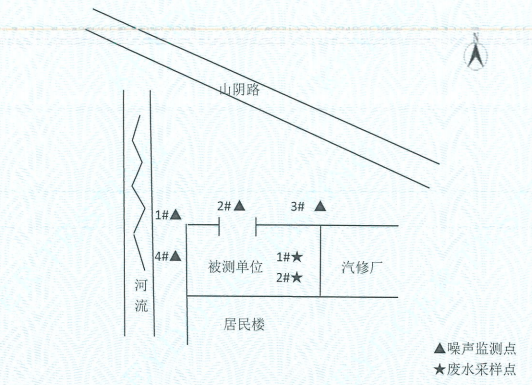 山阴路
2#▲
3# ▲
1#▲
4#▲
被测单位
1#★
2#★
汽修厂
河流
居民楼
▲噪声监测点
★废水采样点